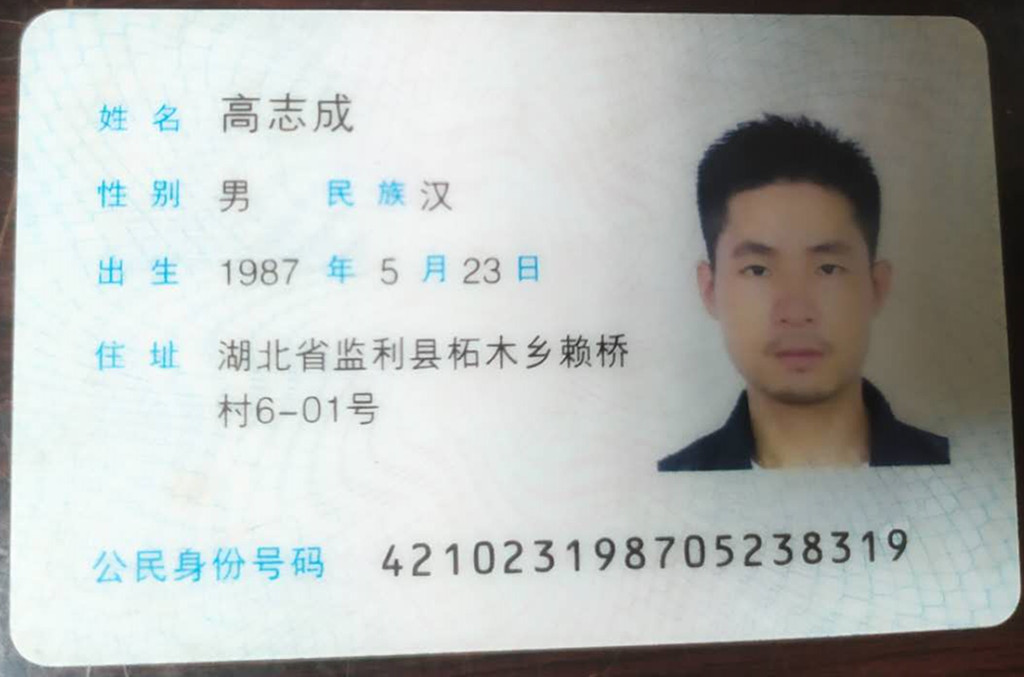 姓名 高志成
性别 男 民族 汉
出生 1987 年 5 月 23 日
住址 湖北省监利县柘木乡赖桥
村6-01号
公民身份号码 421023198705238319